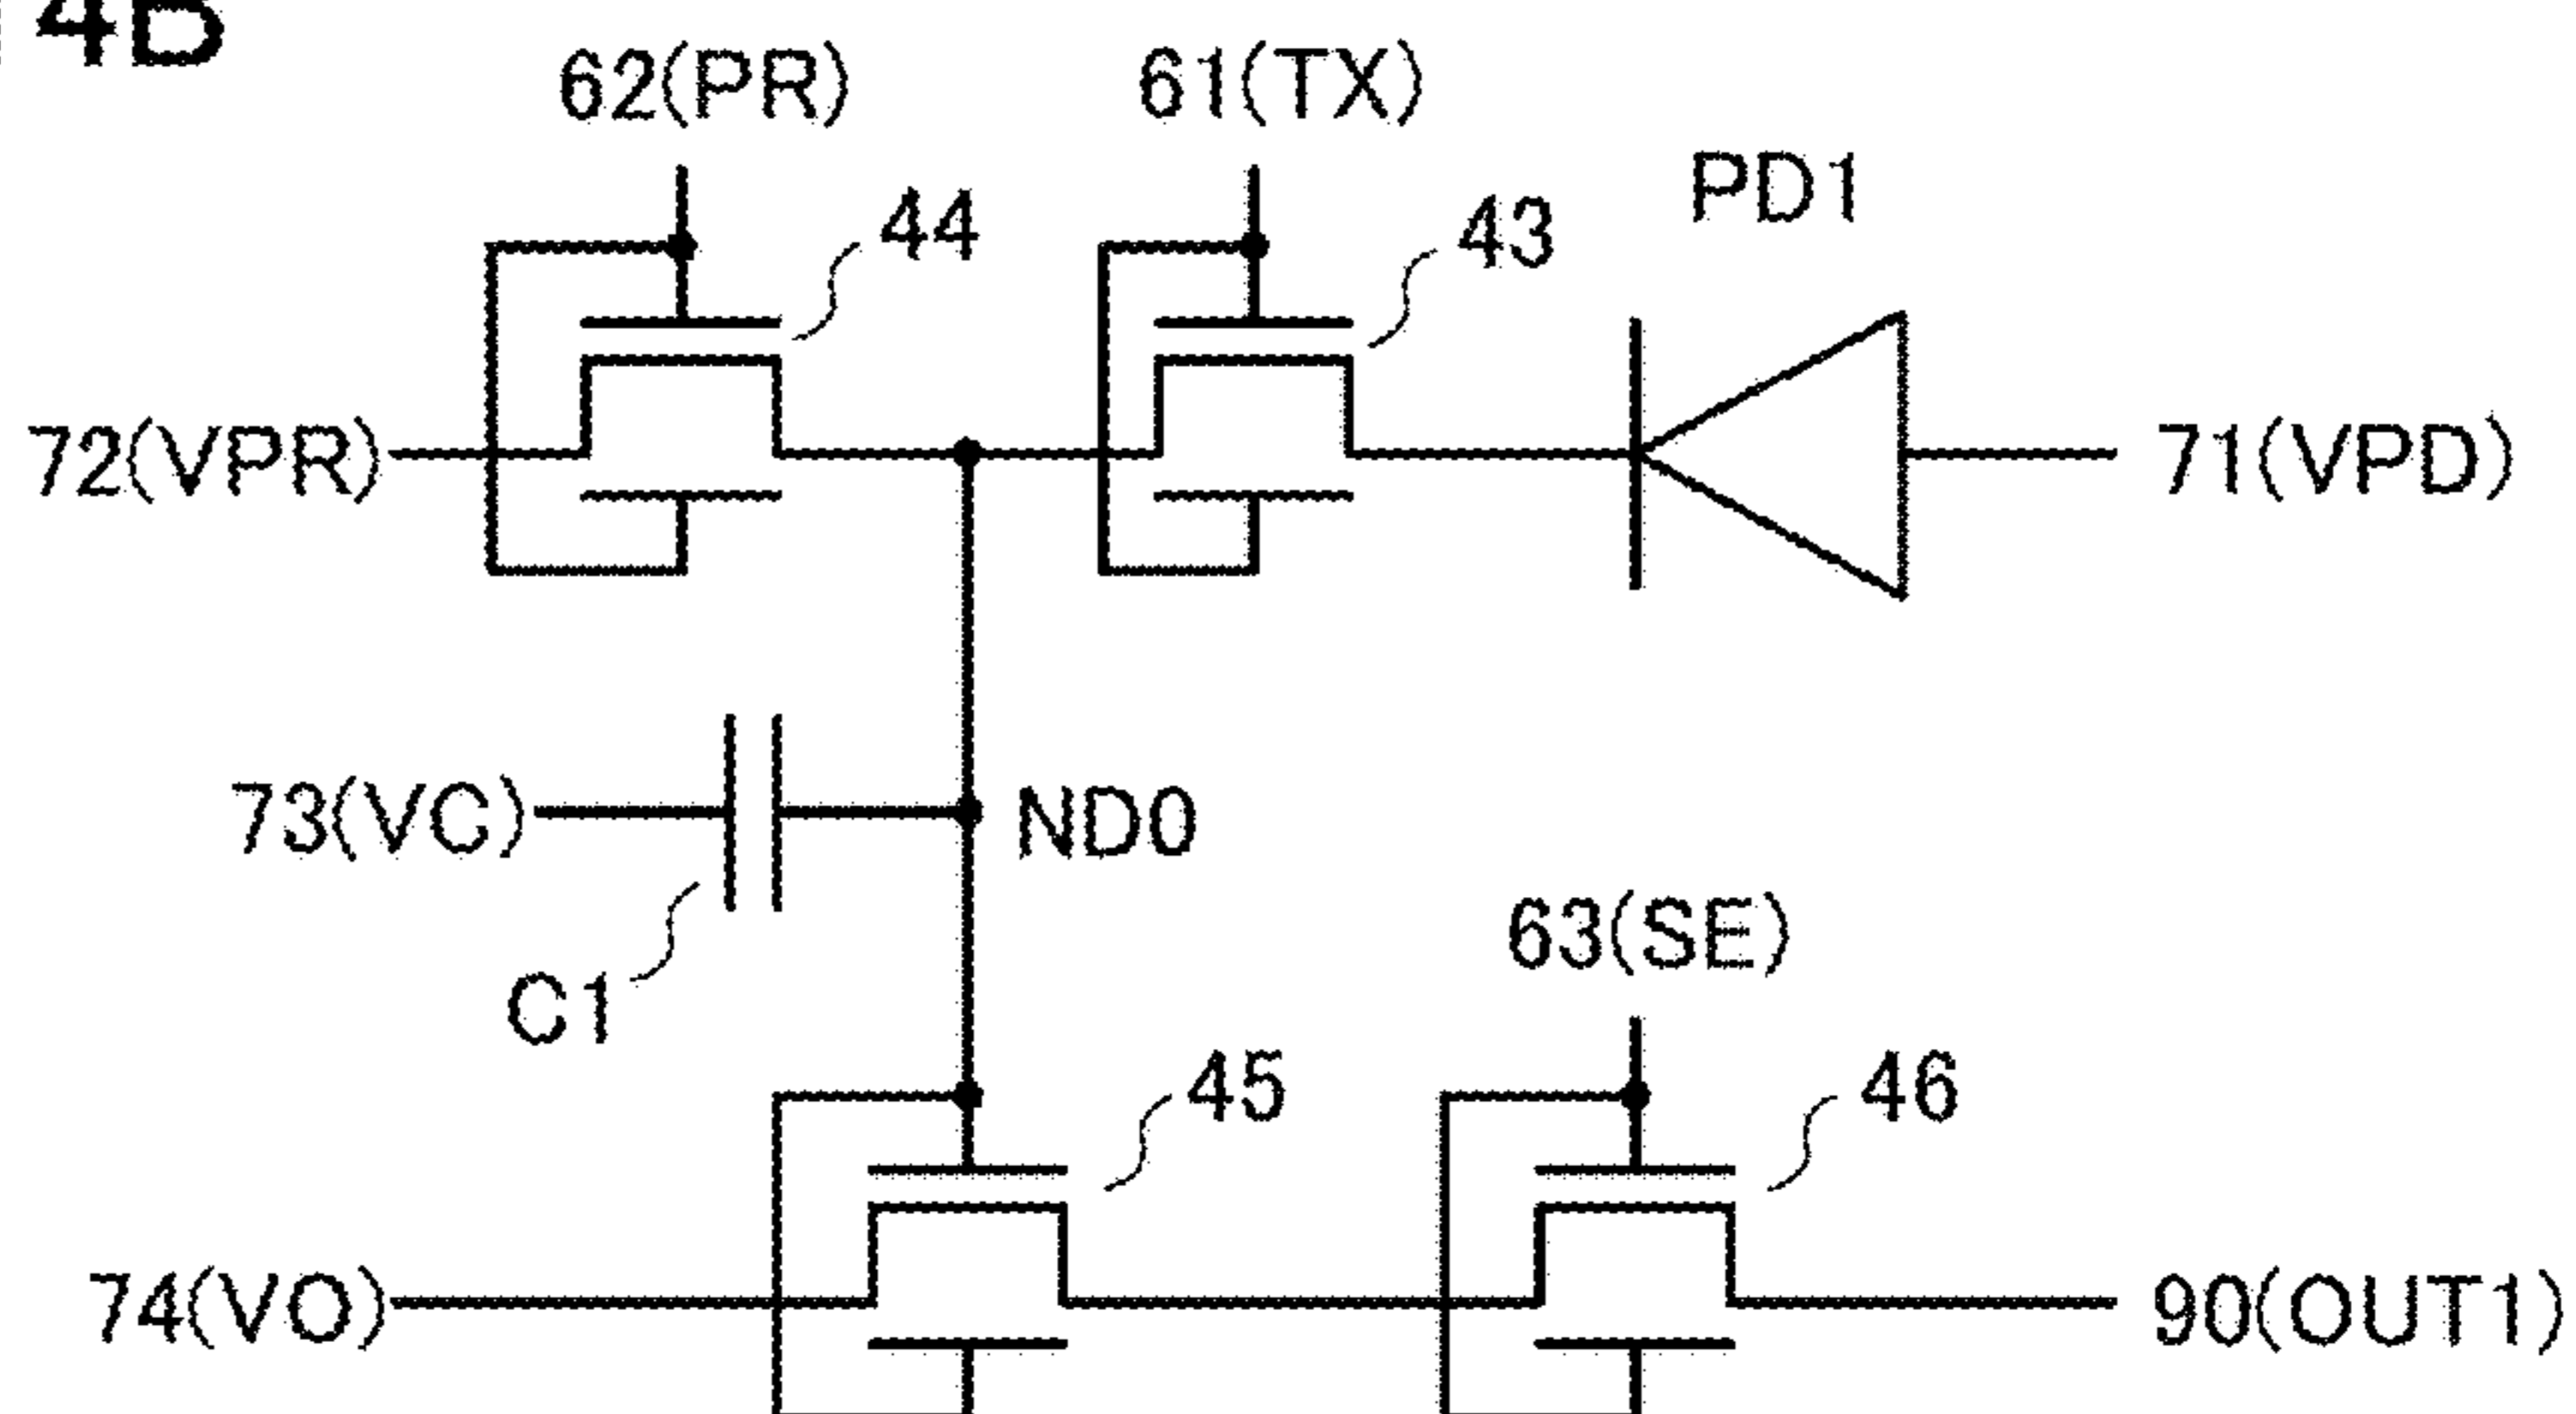 4B
62(PR) 61(TX)
PD1
44 43
72(VPR) 71(VPD)
73(VC) ND0
63(SE)
C1
45 46
74(VO) 90(OUT1)